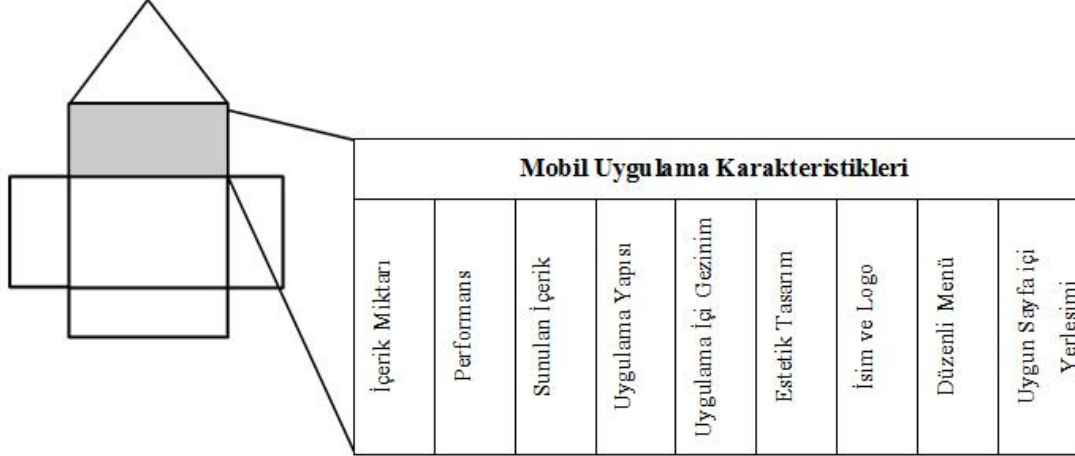 Mobil Uygulama Karakteristikleri
İçerik Miktarı
Performans
Sunulan İçerik
Uygulama Yapısı
Uygulama İçi Gezinim
Estetik Tasarım
İsim ve Logo
Düzenli Menü
Uygun Sayfa içi
Yerleşimi